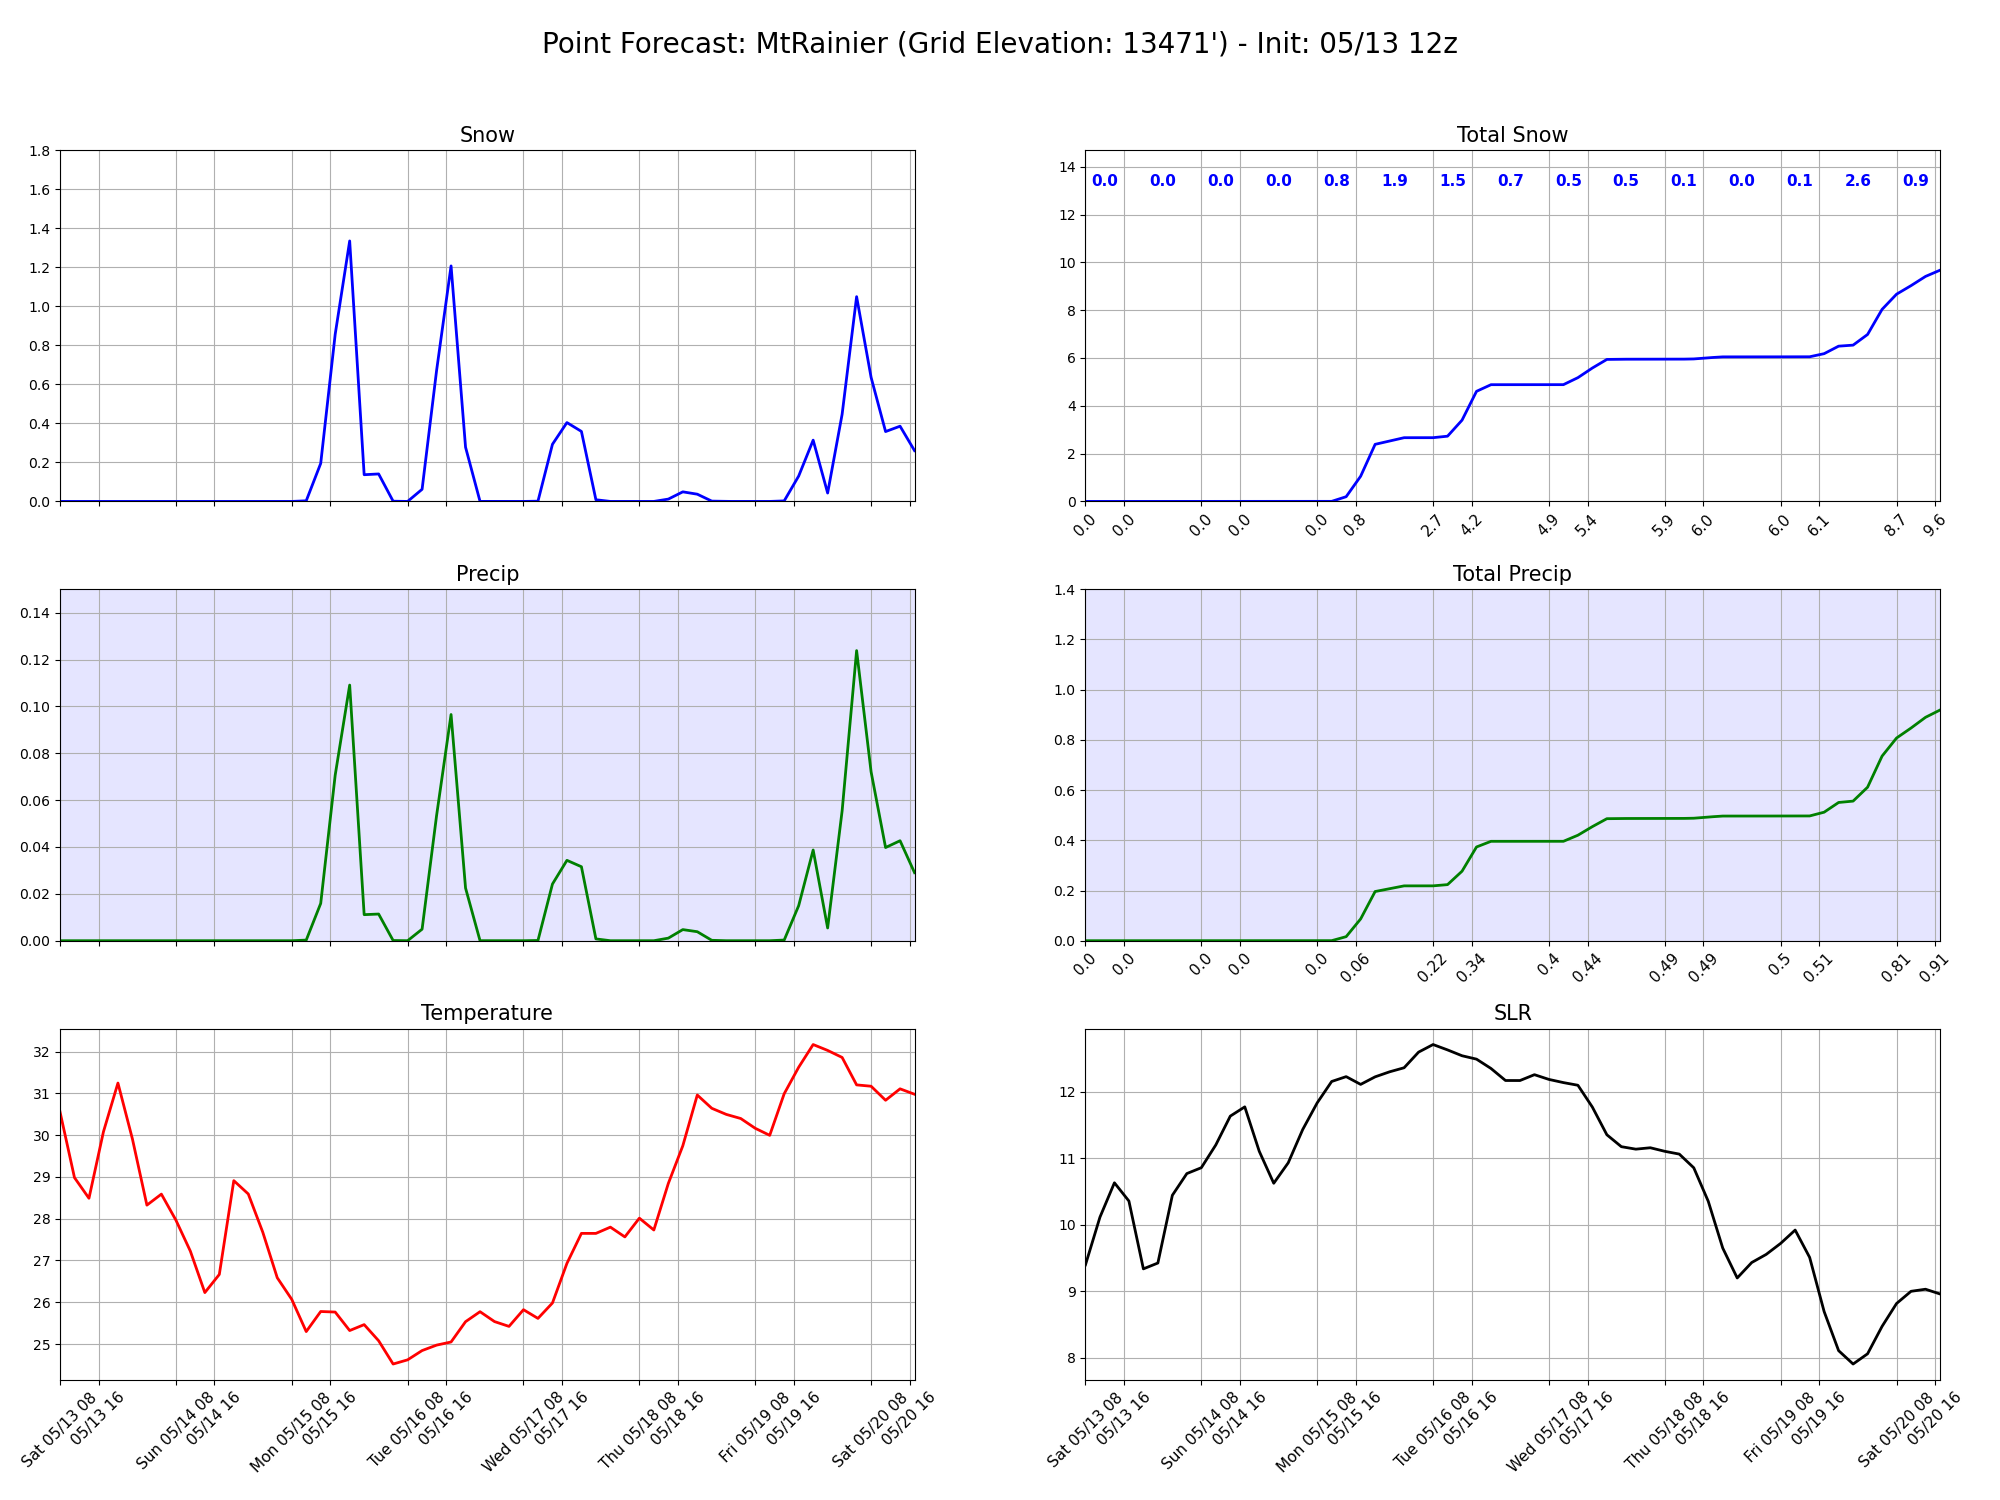 Point Forecast: MtRainier (Grid Elevation: 13471') - Init: 05/13 12z
Snow
1.8
1.6
1.4
1.2
1.0
0.8
0.6
0.4
0.2
0.0
Total Snow
14
12
10
8
6
4
2
0
0.0 0.0 0.0 0.0 0.8 1.9 1.5 0.7 0.5 0.5 0.1 0.0 0.1 2.6 0.9
0.0 0.0 0.0 0.0 0.0 0.8 2.7 4.2 4.9 5.4 5.9 6.0 6.0 6.1 8.7 9.6
Precip
0.14
0.12
0.10
0.08
0.06
0.04
0.02
0.00
Total Precip
1.4
1.2
1.0
0.8
0.6
0.4
0.2
0.0
0.0 0.0 0.0 0.0 0.0 0.06 0.22 0.34 0.4 0.44 0.49 0.49 0.5 0.51 0.81 0.91
Temperature
32
31
30
29
28
27
26
25
Sat 05/13 08
05/13 16
Sun 05/14 08
05/14 16
Mon 05/15 08
05/15 16
Tue 05/16 08
05/16 16
Wed 05/17 08
05/17 16
Thu 05/18 08
05/18 16
Fri 05/19 08
05/19 16
Sat 05/20 08
05/20 16
SLR
12
11
10
9
8
Sat 05/13 08
05/13 16
Sun 05/14 08
05/14 16
Mon 05/15 08
05/15 16
Tue 05/16 08
05/16 16
Wed 05/17 08
05/17 16
Thu 05/18 08
05/18 16
Fri 05/19 08
05/19 16
Sat 05/20 08
05/20 16